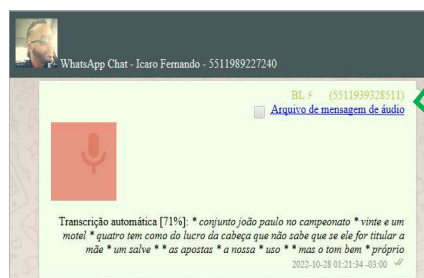 WhatsApp Chat - Icaro Fernando - 5511989227240
BL ⚡ (5511939328511)
Arquivo de mensagem de áudio
Transcrição automática [71%]: * conjunto joão paulo no campeonato * vinte e um
motel * quatro tem como do lucro da cabeça que não sabe que se ele for titular a
mãe * um salve * * as apostas * a nossa * uso * * mas o tom bem * próprio
2022-10-28 01:21:34 -03:00